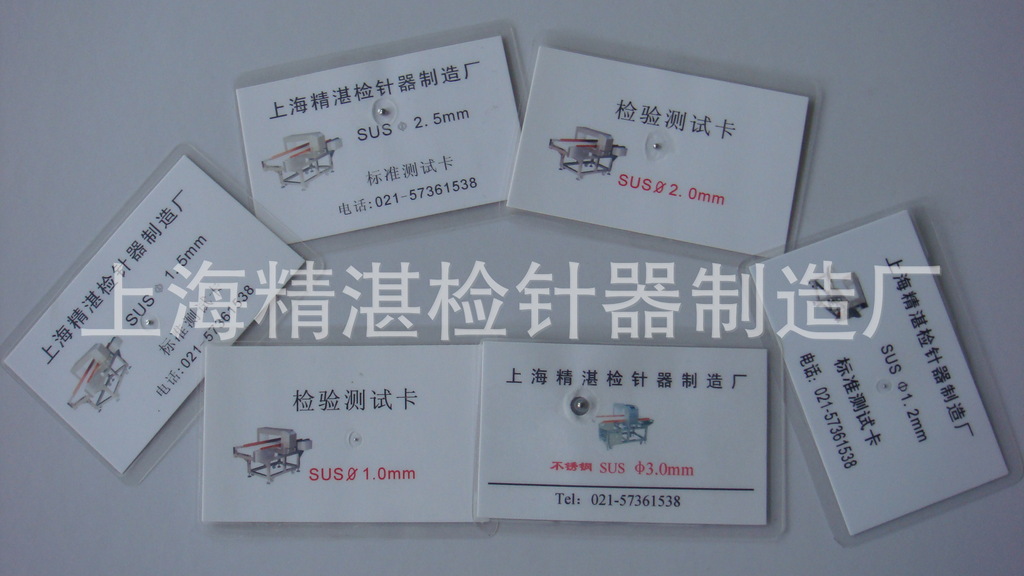 上海精湛检针器制造厂
SUS Φ 2.5mm
标准测试卡
电话:021-57361538
检验测试卡
SUSØ2.0mm
上海精湛检针器制造厂
SUS Φ 1.5mm
标准测试卡
电话:021-57361538
上海精湛检针器制造厂
SUS Φ1.2mm
标准测试卡
电话: 021-57361538
上海精湛检针器制造厂
检验测试卡
SUSØ1.0mm
上海精湛检针器制造厂
不锈钢 SUS Φ3.0mm
Tel: 021-57361538